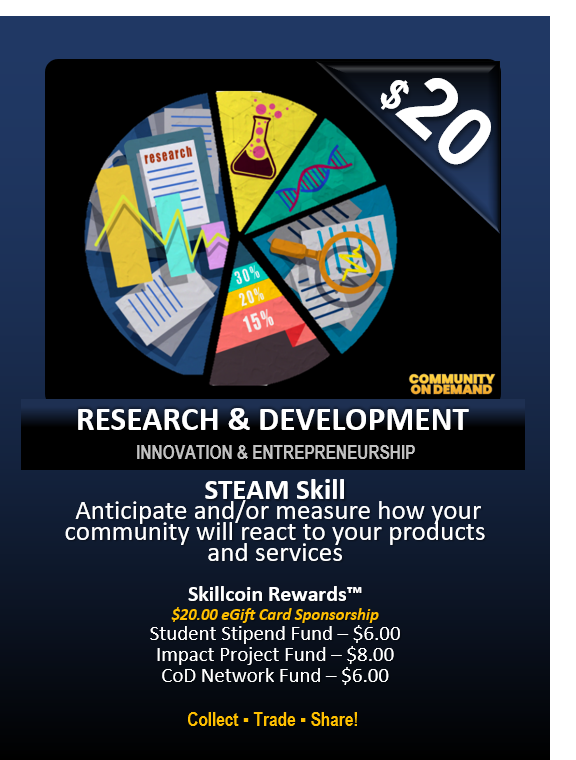 $20
research
30%
20%
15%
COMMUNITY
ON DEMAND
RESEARCH & DEVELOPMENT
INNOVATION & ENTREPRENEURSHIP
STEAM Skill
Anticipate and/or measure how your
community will react to your products
and services
Skillcoin Rewards™
$20.00 eGift Card Sponsorship
Student Stipend Fund – $6.00
Impact Project Fund – $8.00
CoD Network Fund – $6.00
Collect ▪ Trade ▪ Share!